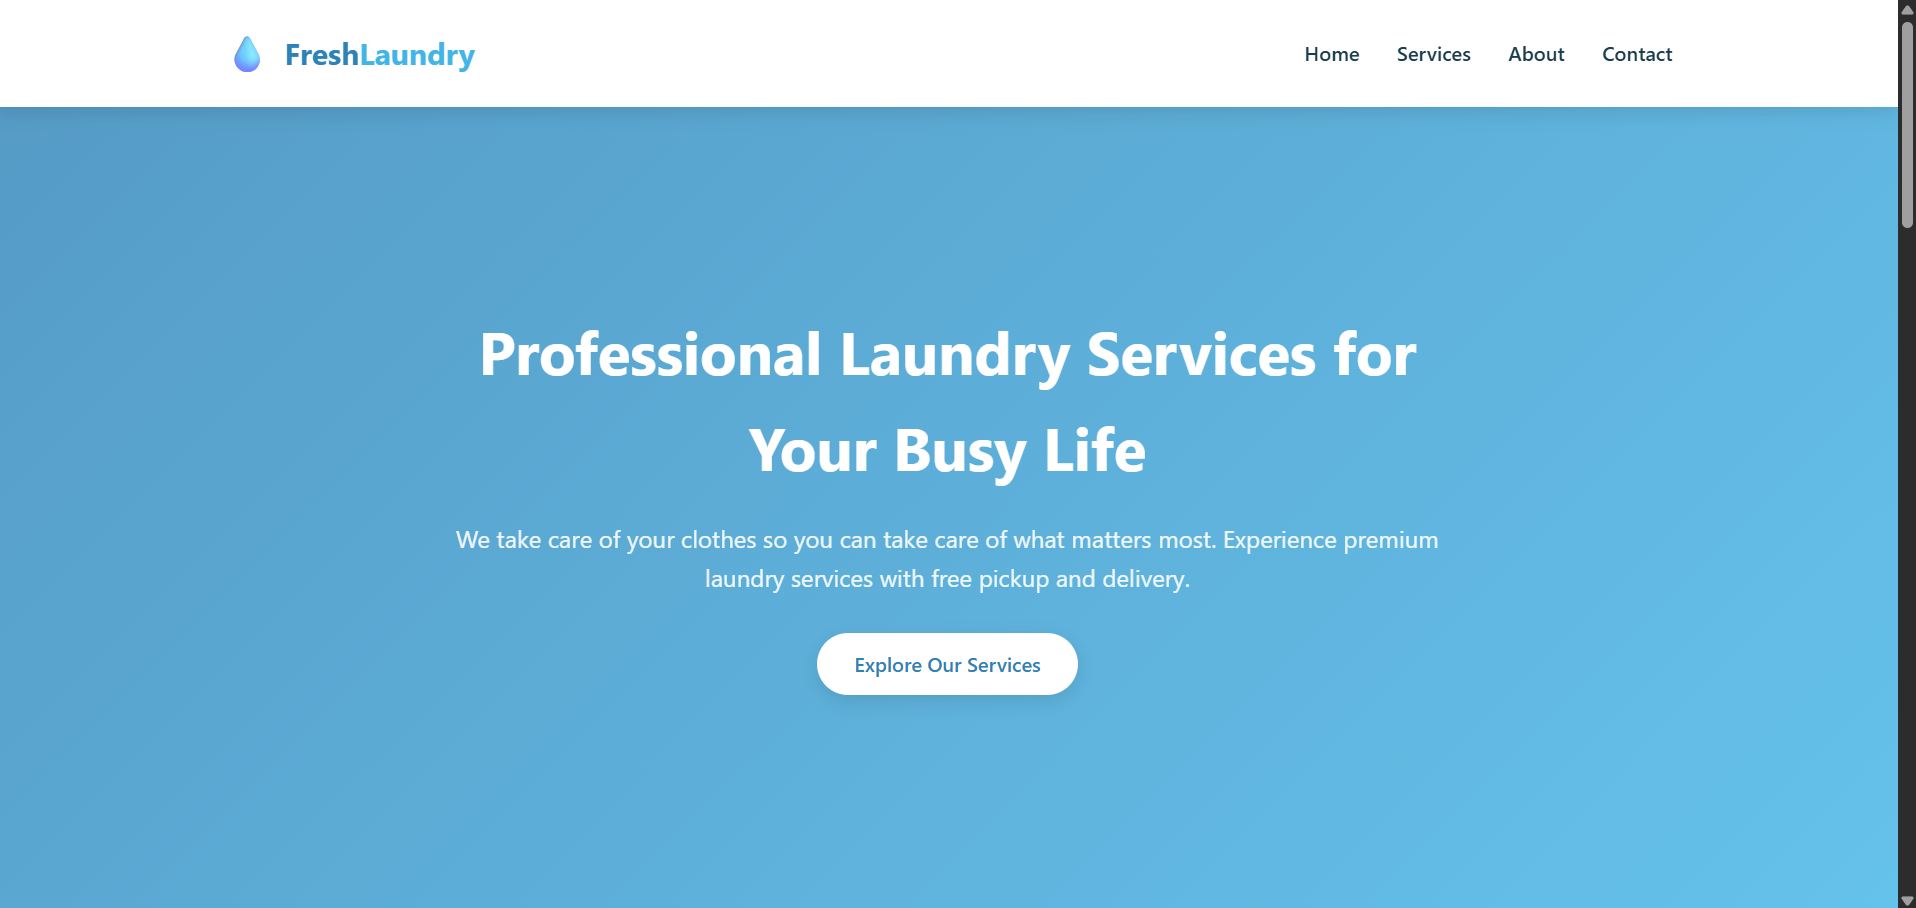 FreshLaundry
Home Services About Contact
Professional Laundry Services for
Your Busy Life
We take care of your clothes so you can take care of what matters most. Experience premium
laundry services with free pickup and delivery.
Explore Our Services